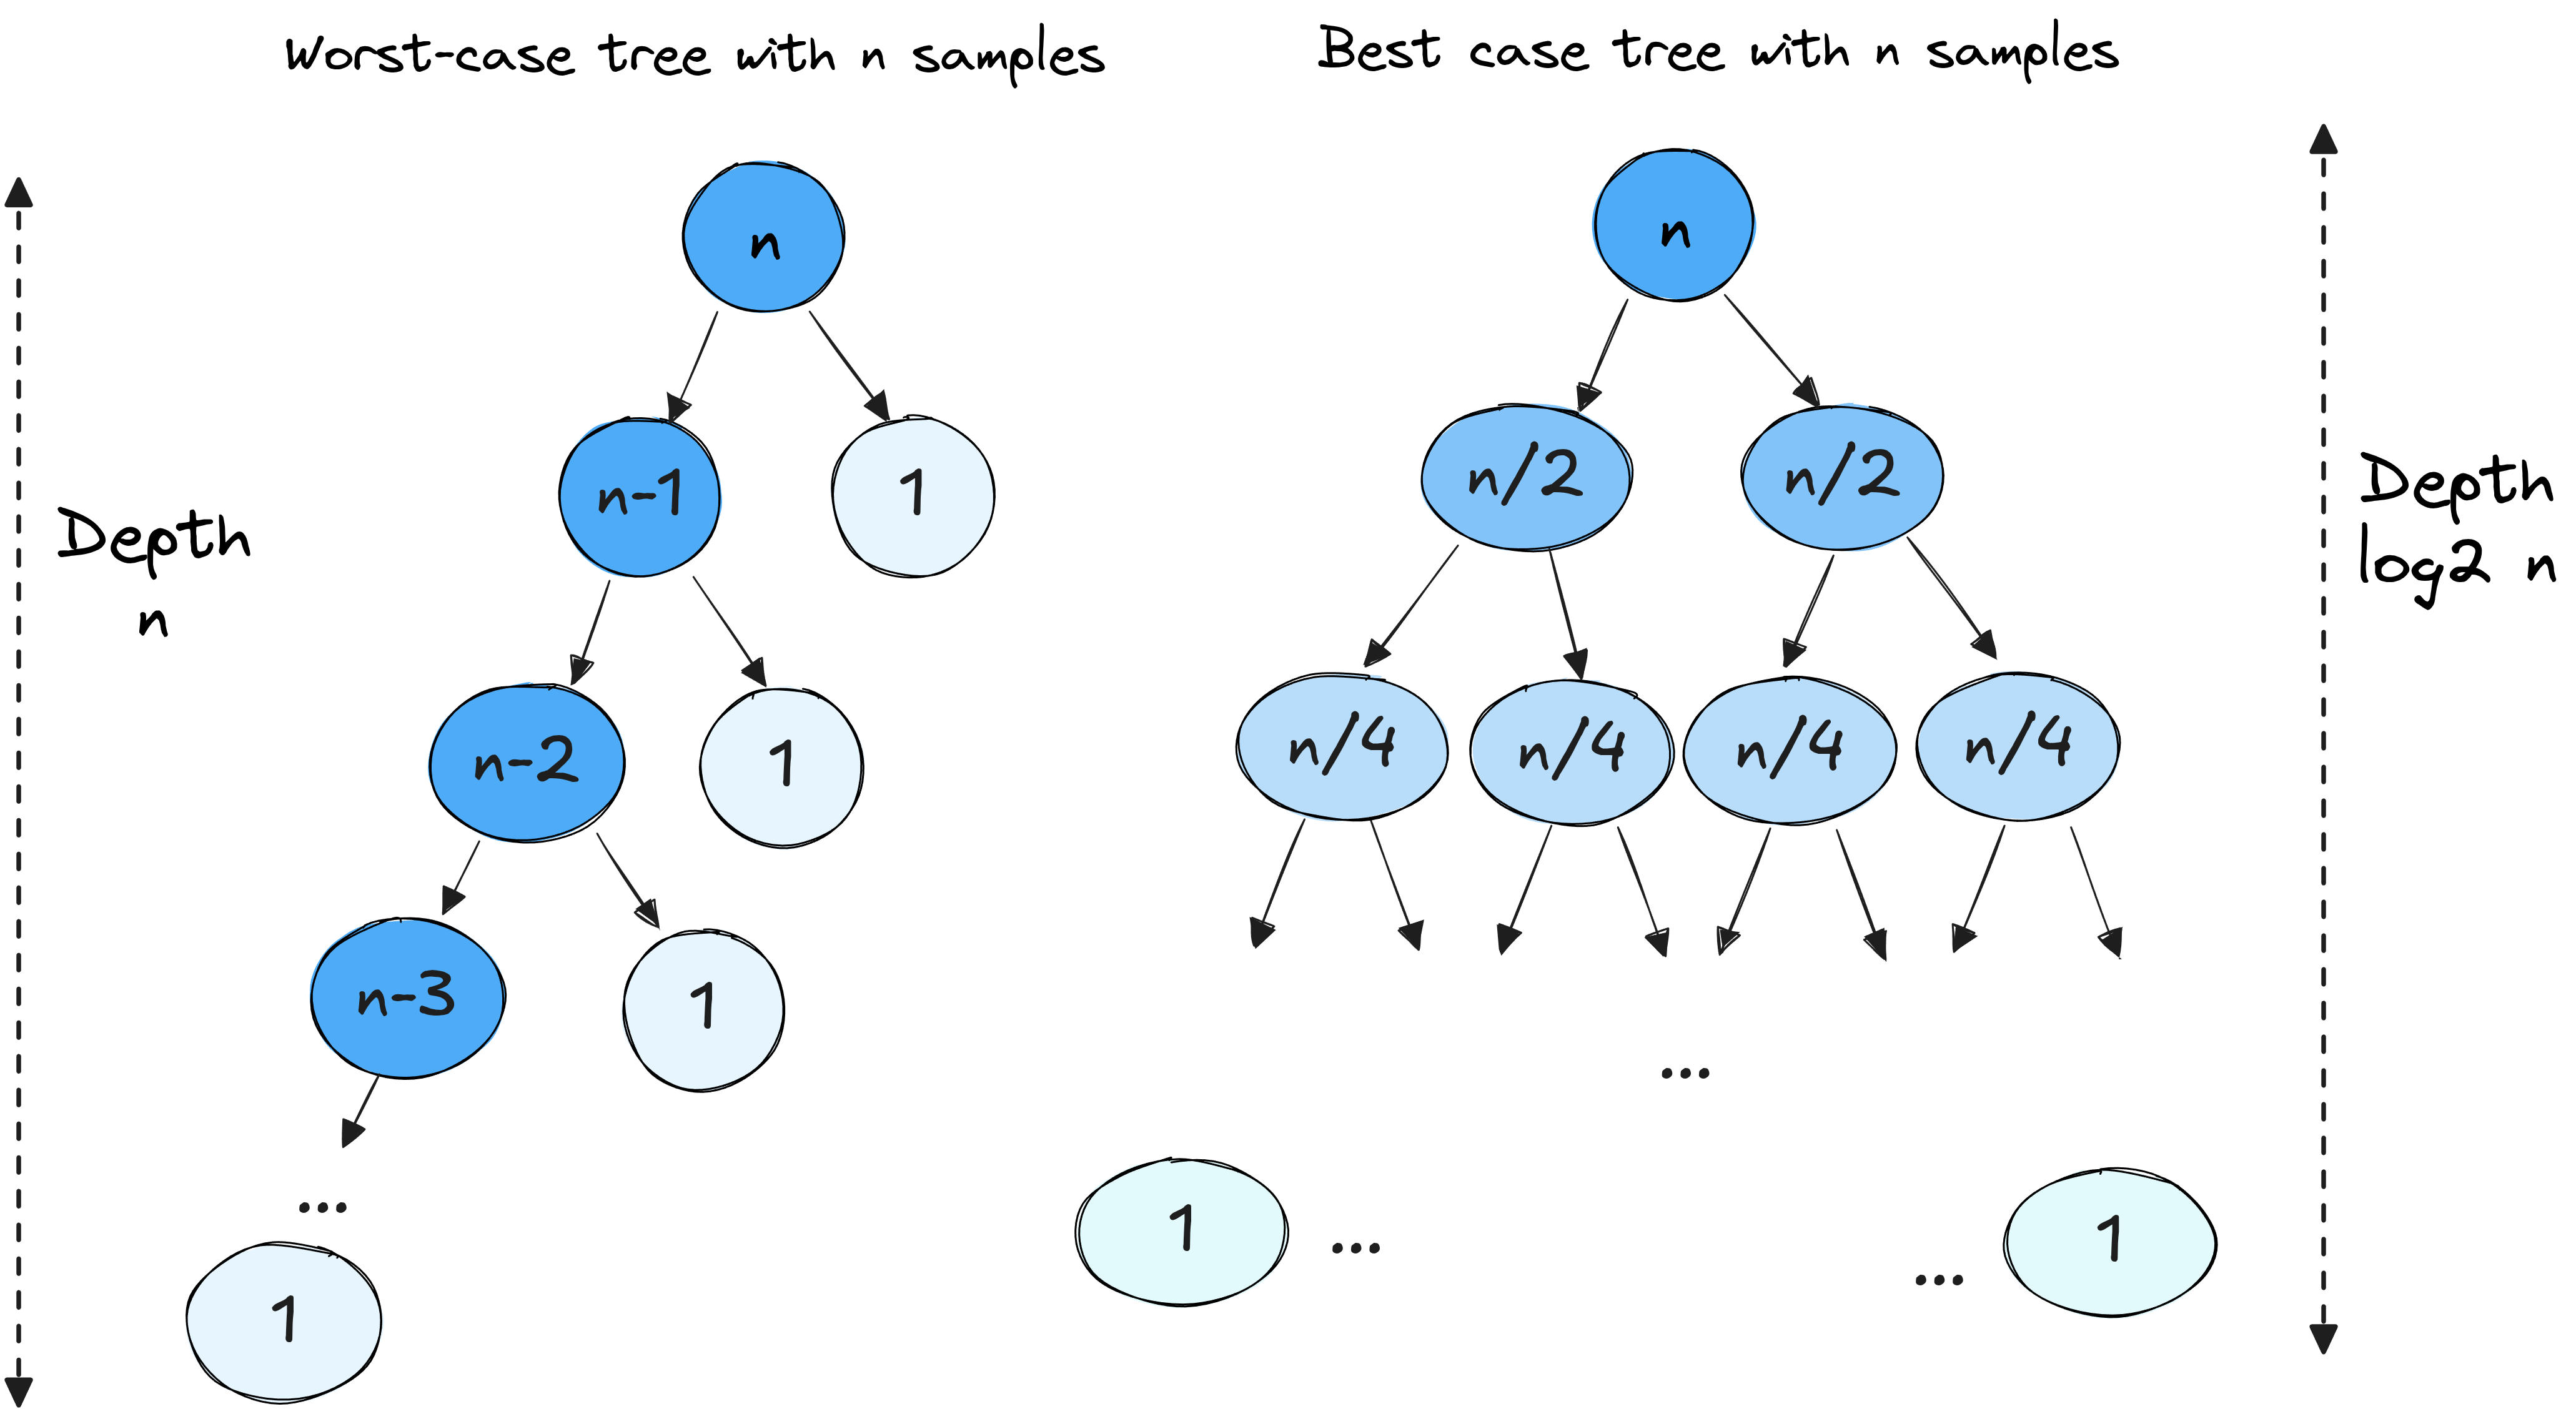 Worst-case tree with n samples
n
n-1
1
n-2
1
n-3
1
...
1
Depth
n
Best case tree with n samples
n
n/2
n/2
n/4
n/4
n/4
n/4
...
1
...
...
1
Depth
log2 n